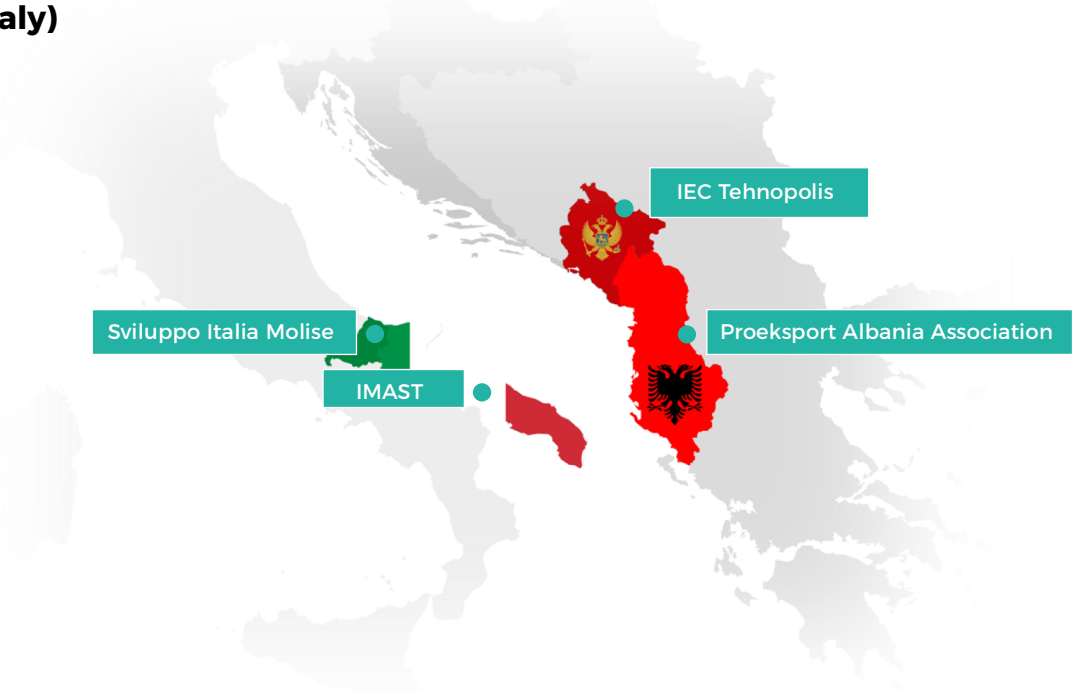 aly)
IEC Tehnopolis
Sviluppo Italia Molise
Proeksport Albania Association
IMAST